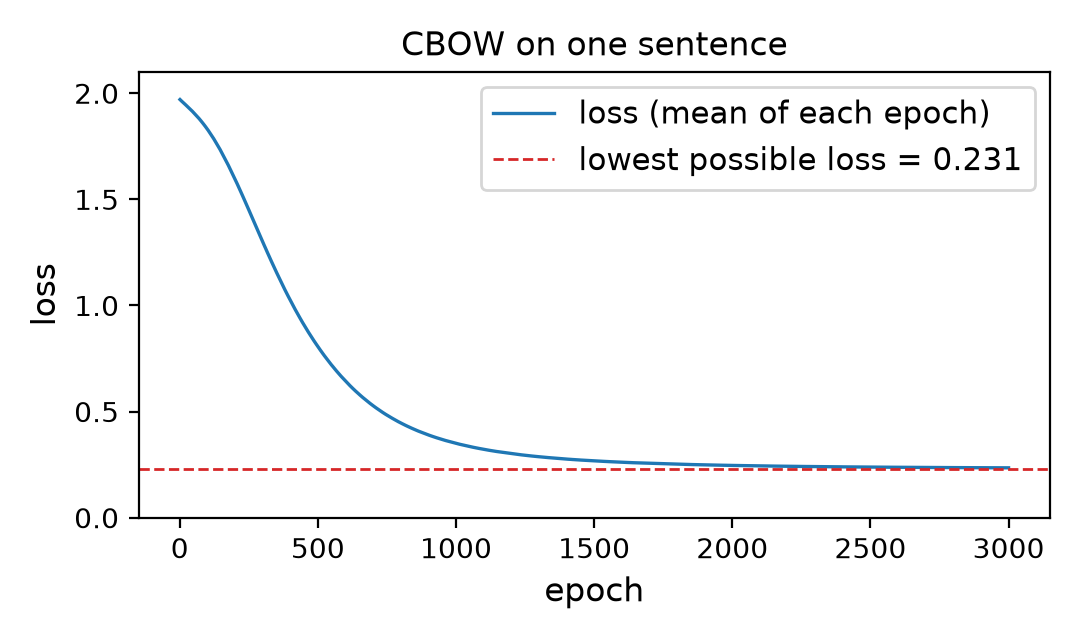 CBOW on one sentence
loss (mean of each epoch)
lowest possible loss = 0.231
2.0
1.5
1.0
0.5
0.0
loss
0 500 1000 1500 2000 2500 3000
epoch